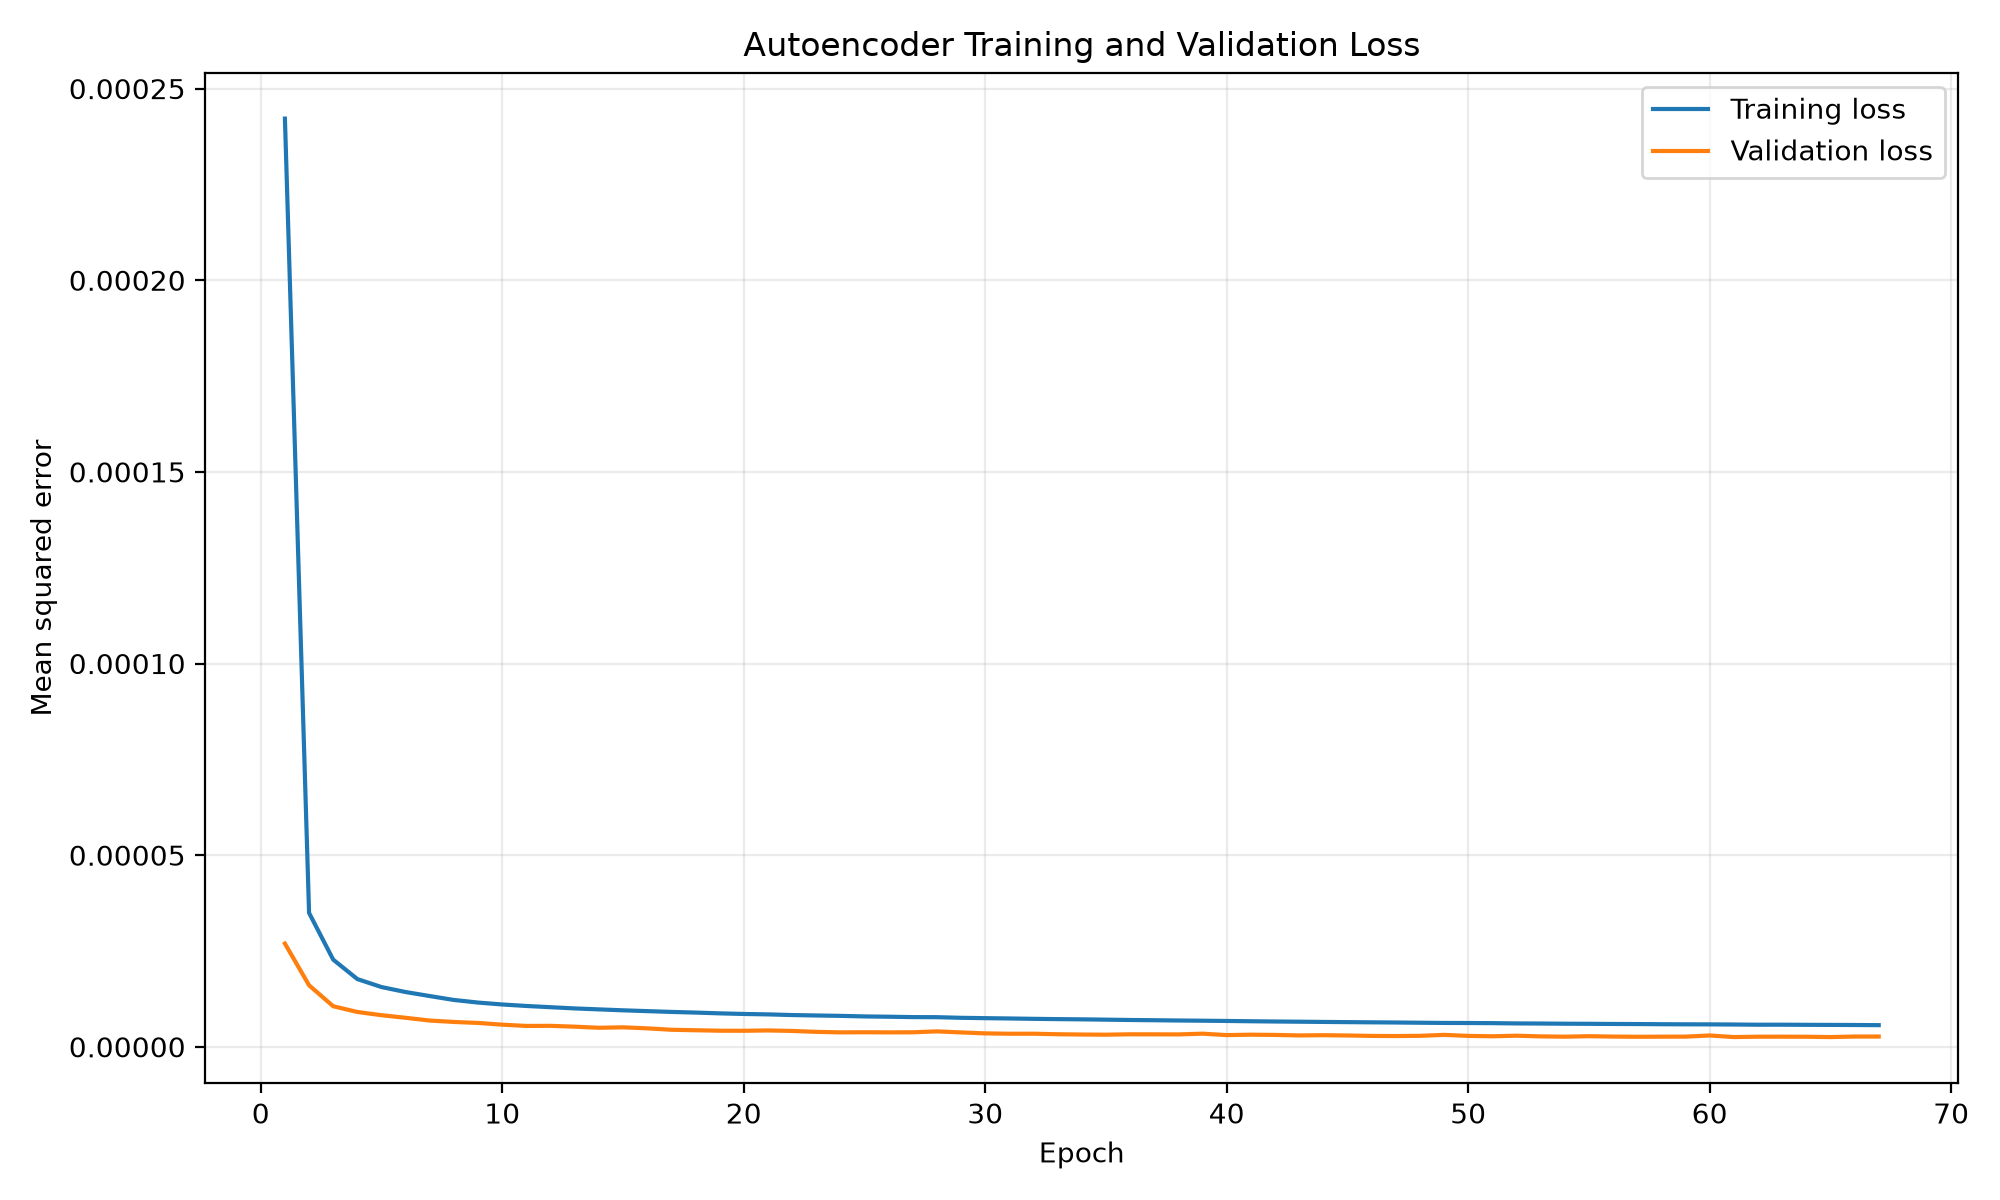 Autoencoder Training and Validation Loss
0.00025
0.00020
0.00015
0.00010
0.00005
0.00000
Mean squared error
Training loss
Validation loss
0 10 20 30 40 50 60 70
Epoch